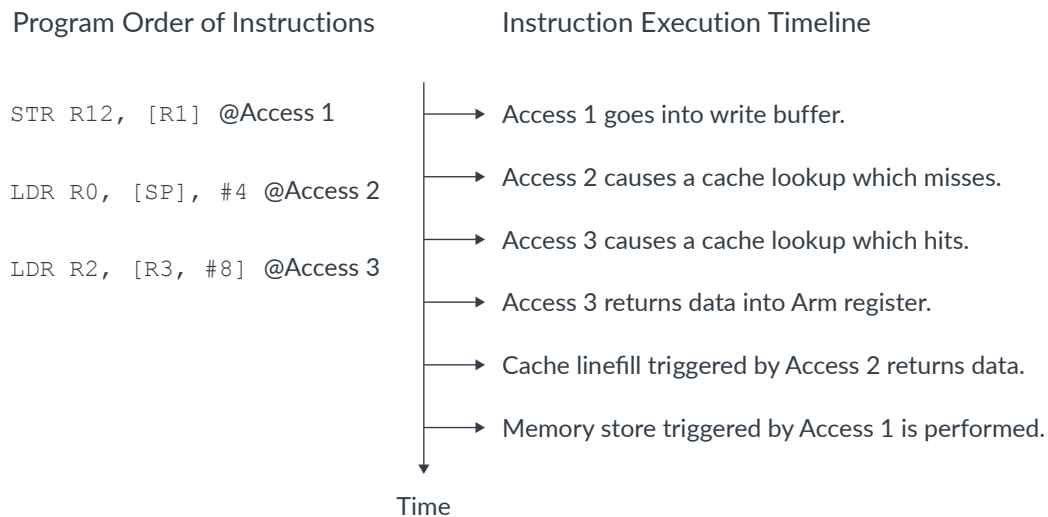 Program Order of Instructions
Instruction Execution Timeline
STR R12, [R1] @Access 1
Access 1 goes into write buffer.
LDR R0, [SP], #4 @Access 2
Access 2 causes a cache lookup which misses.
Access 3 causes a cache lookup which hits.
LDR R2, [R3, #8] @Access 3
Access 3 returns data into Arm register.
Cache linefill triggered by Access 2 returns data.
Memory store triggered by Access 1 is performed.
Time